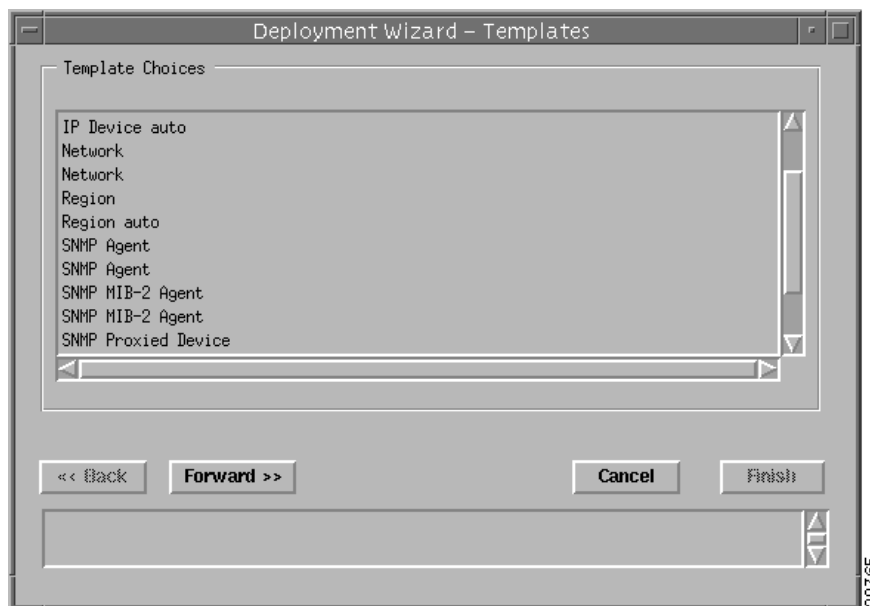 Deployment Wizard – Templates
Template Choices
IP Device auto
Network
Network
Region
Region auto
SNMP Agent
SNMP Agent
SNMP MIB-2 Agent
SNMP MIB-2 Agent
SNMP Proxied Device
<< Back
Forward >>
Cancel
Finish